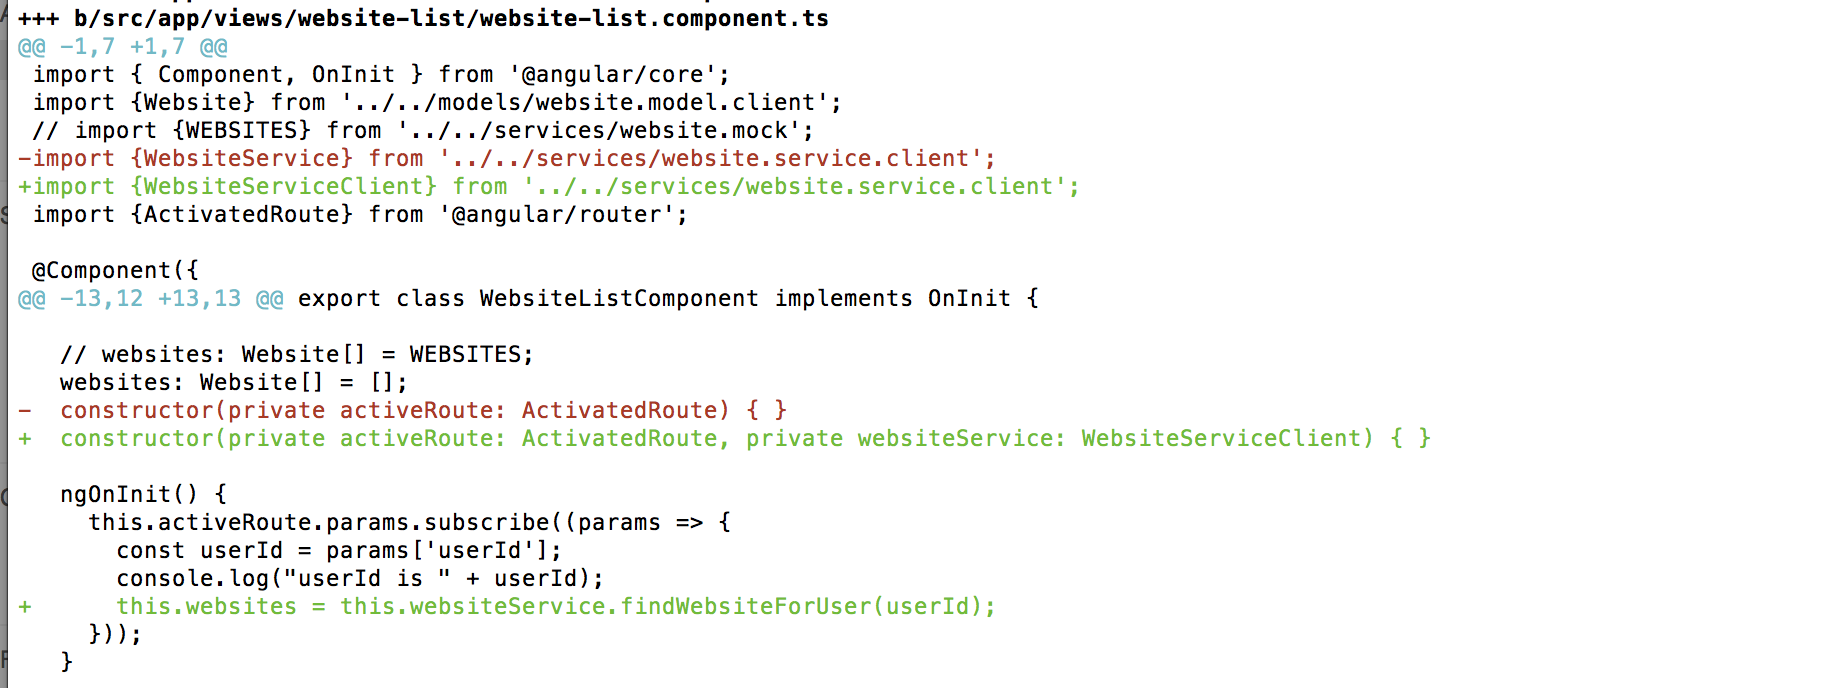 +++ b/src/app/views/website-list/website-list.component.ts
@@ -1,7 +1,7 @@
 import { Component, OnInit } from '@angular/core';
 import {Website} from '../../models/website.model.client';
 // import {WEBSITES} from '../../services/website.mock';
-import {WebsiteService} from '../../services/website.service.client';
+import {WebsiteServiceClient} from '../../services/website.service.client';
 import {ActivatedRoute} from '@angular/router';
 @Component({
@@ -13,12 +13,13 @@ export class WebsiteListComponent implements OnInit {
   // websites: Website[] = WEBSITES;
   websites: Website[] = [];
-  constructor(private activeRoute: ActivatedRoute) { }
+  constructor(private activeRoute: ActivatedRoute, private websiteService: WebsiteServiceClient) { }
   ngOnInit() {
     this.activeRoute.params.subscribe((params => {
       const userId = params['userId'];
       console.log("userId is " + userId);
+      this.websites = this.websiteService.findWebsiteForUser(userId);
     }));
   }